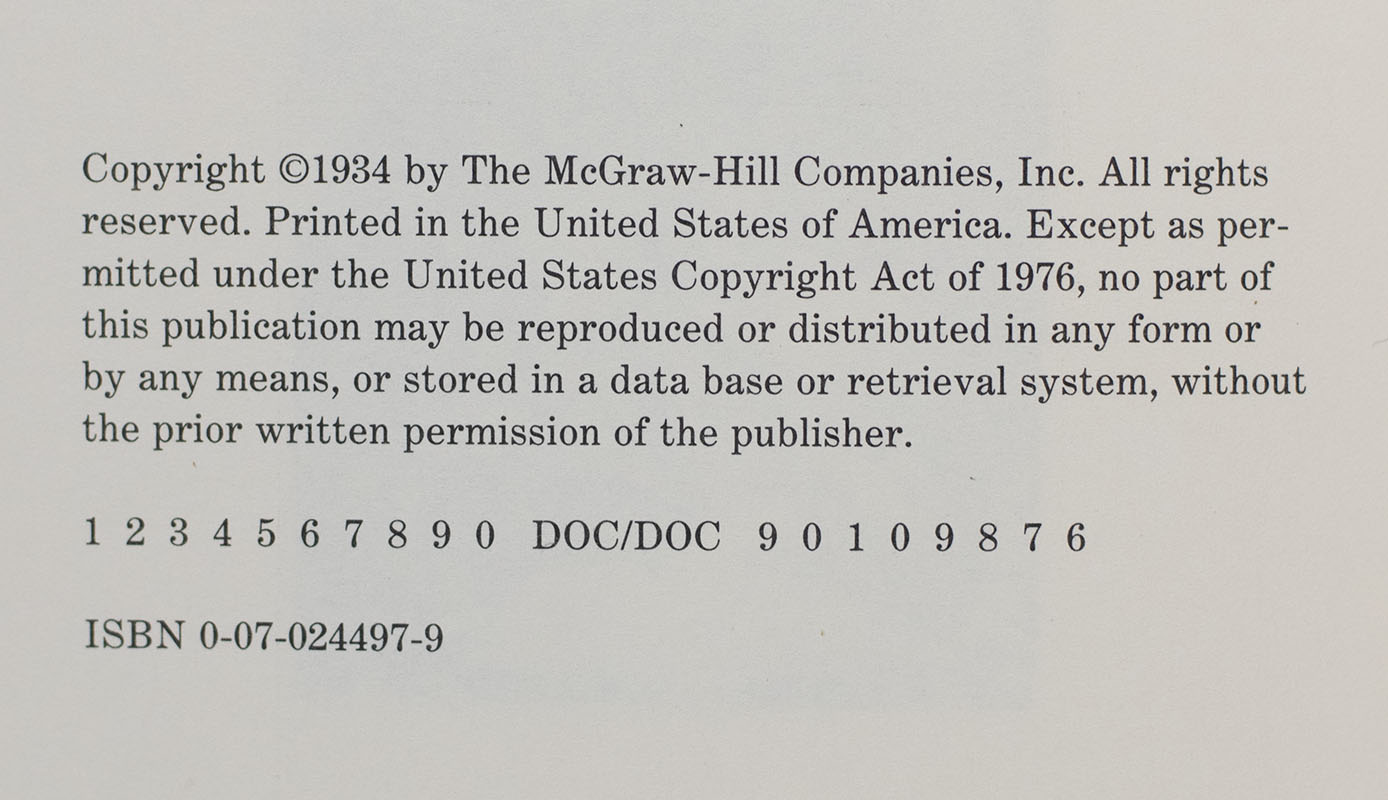 Copyright ©1934 by The McGraw-Hill Companies, Inc. All rights
reserved. Printed in the United States of America. Except as per-
mitted under the United States Copyright Act of 1976, no part of
this publication may be reproduced or distributed in any form or
by any means, or stored in a data base or retrieval system, without
the prior written permission of the publisher.
1 2 3 4 5 6 7 8 9 0 DOC/DOC 9 0 1 0 9 8 7 6
ISBN 0-07-024497-9